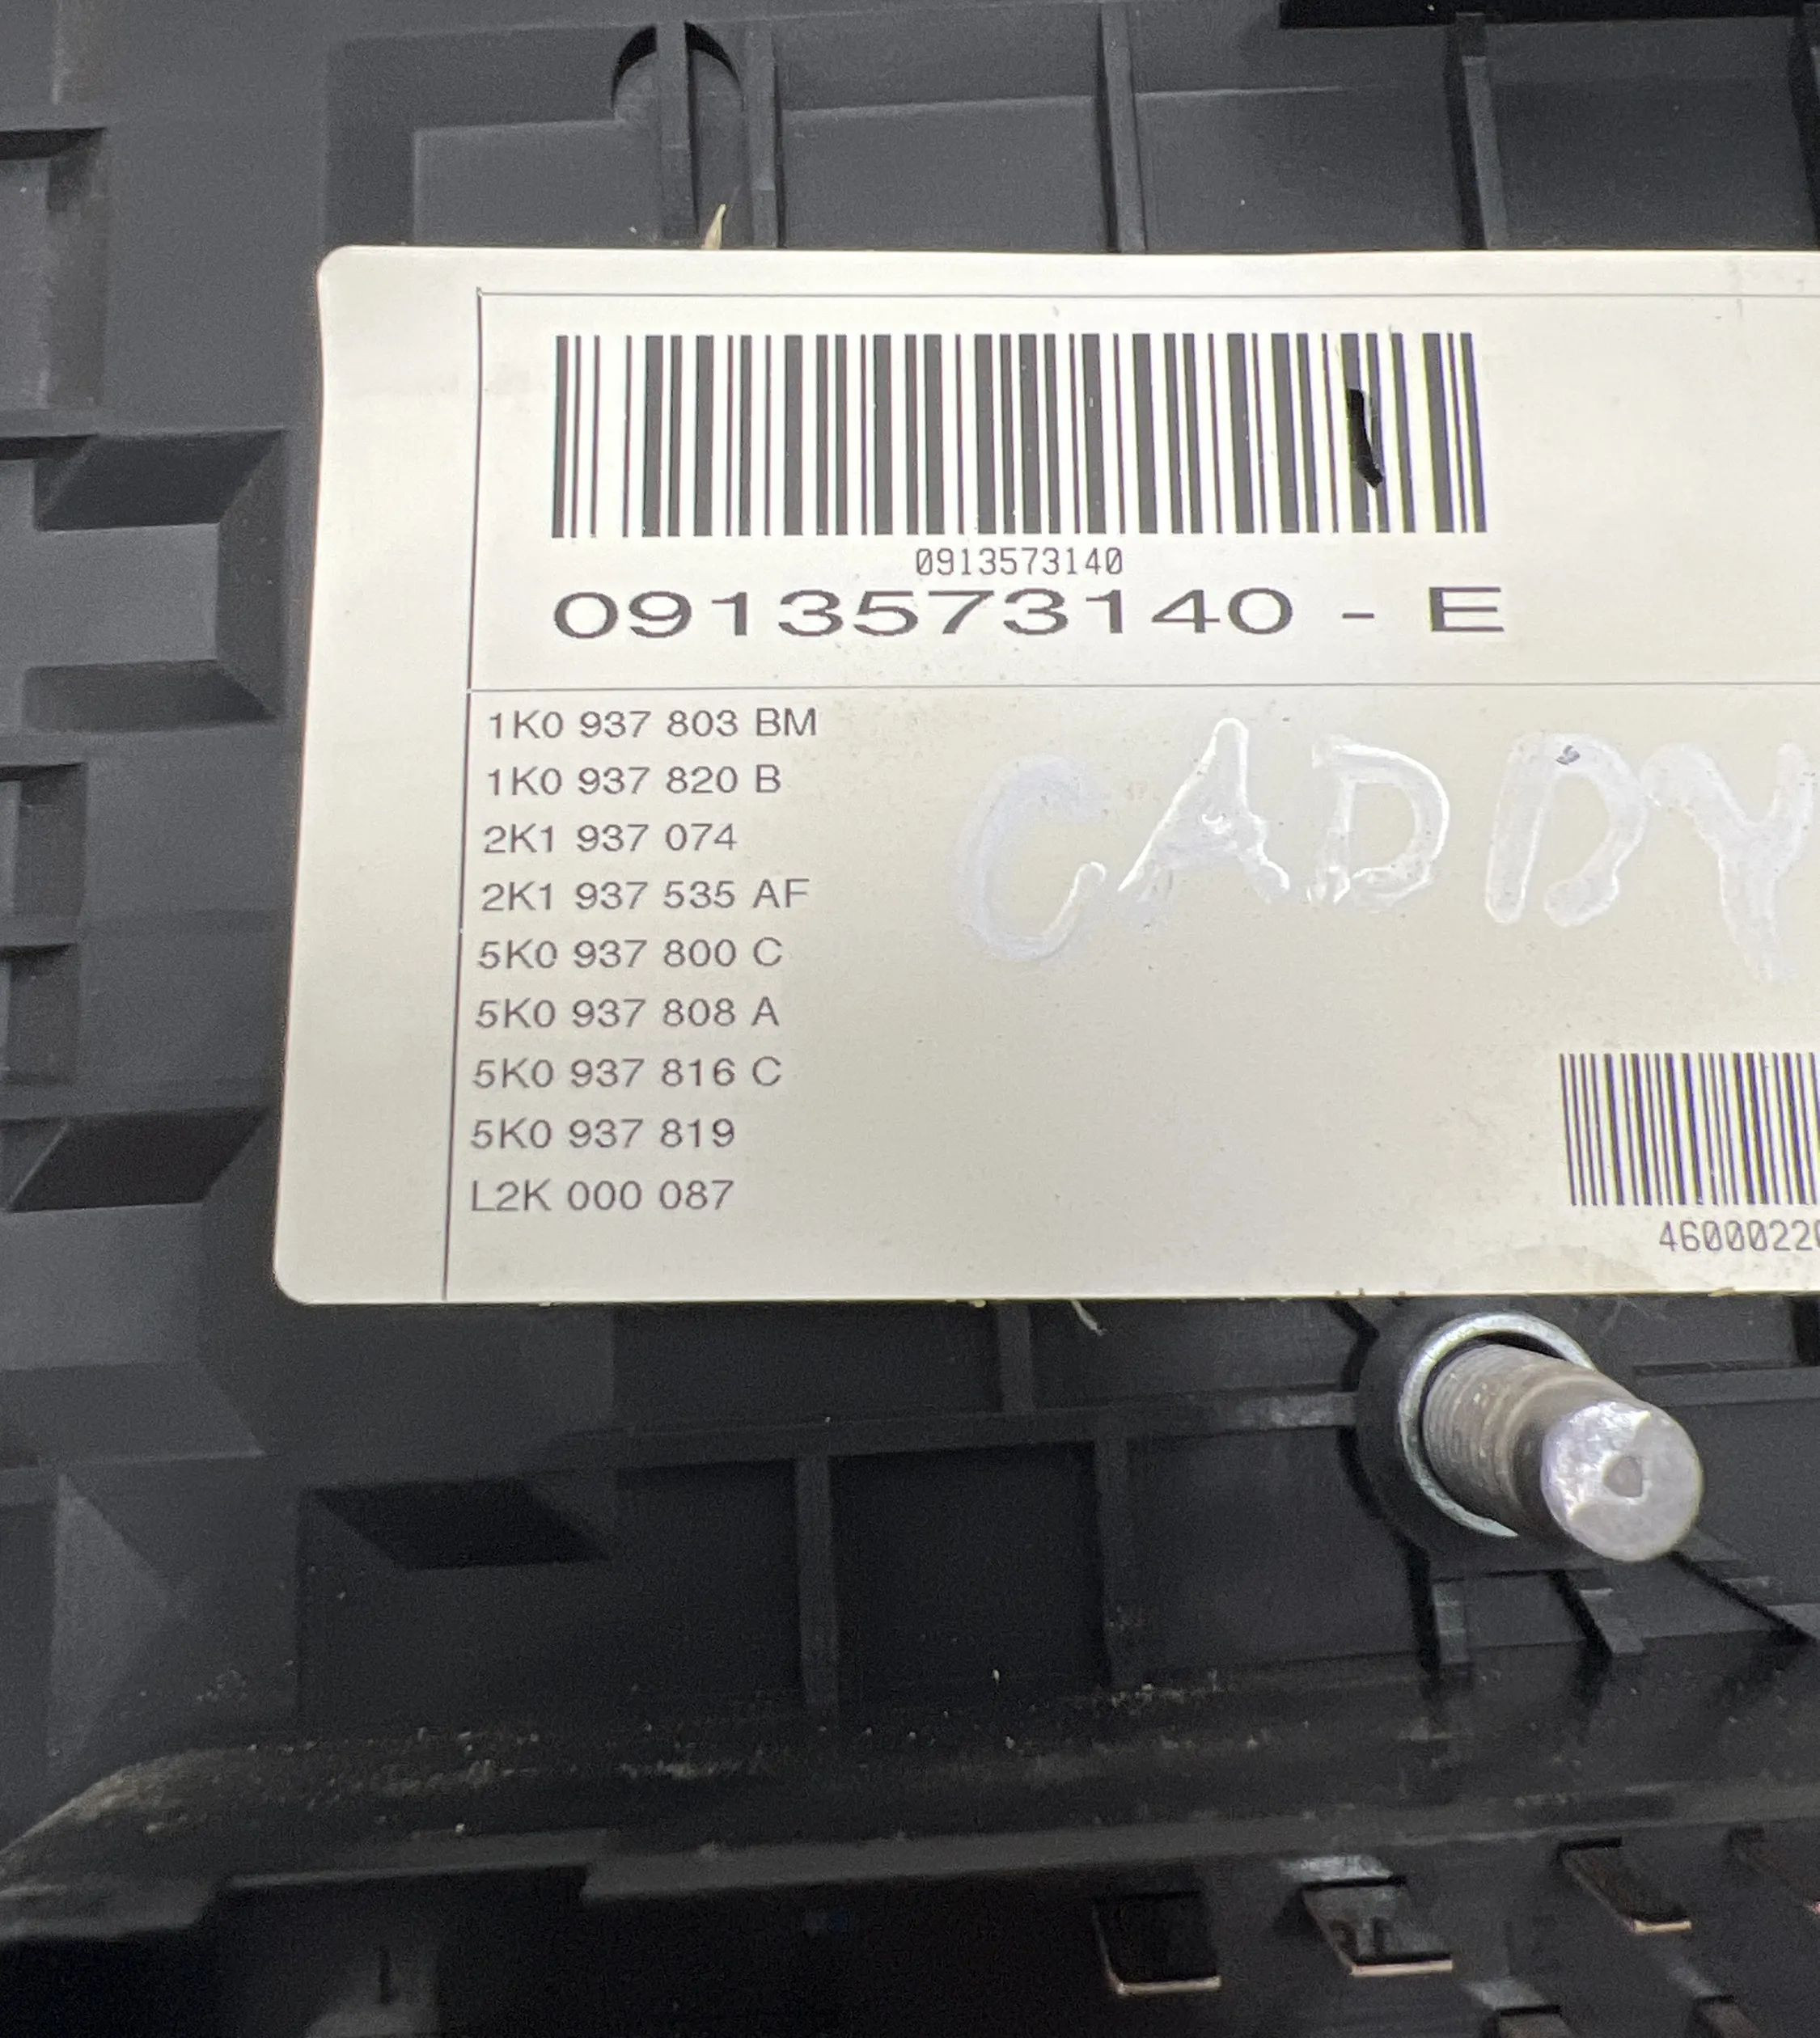 0913573140
0913573140 - E
1K0 937 803 BM
1K0 937 820 B
2K1 937 074
2K1 937 535 AF
5K0 937 800 C
5K0 937 808 A
5K0 937 816 C
5K0 937 819
L2K 000 087
CADDY
4600022